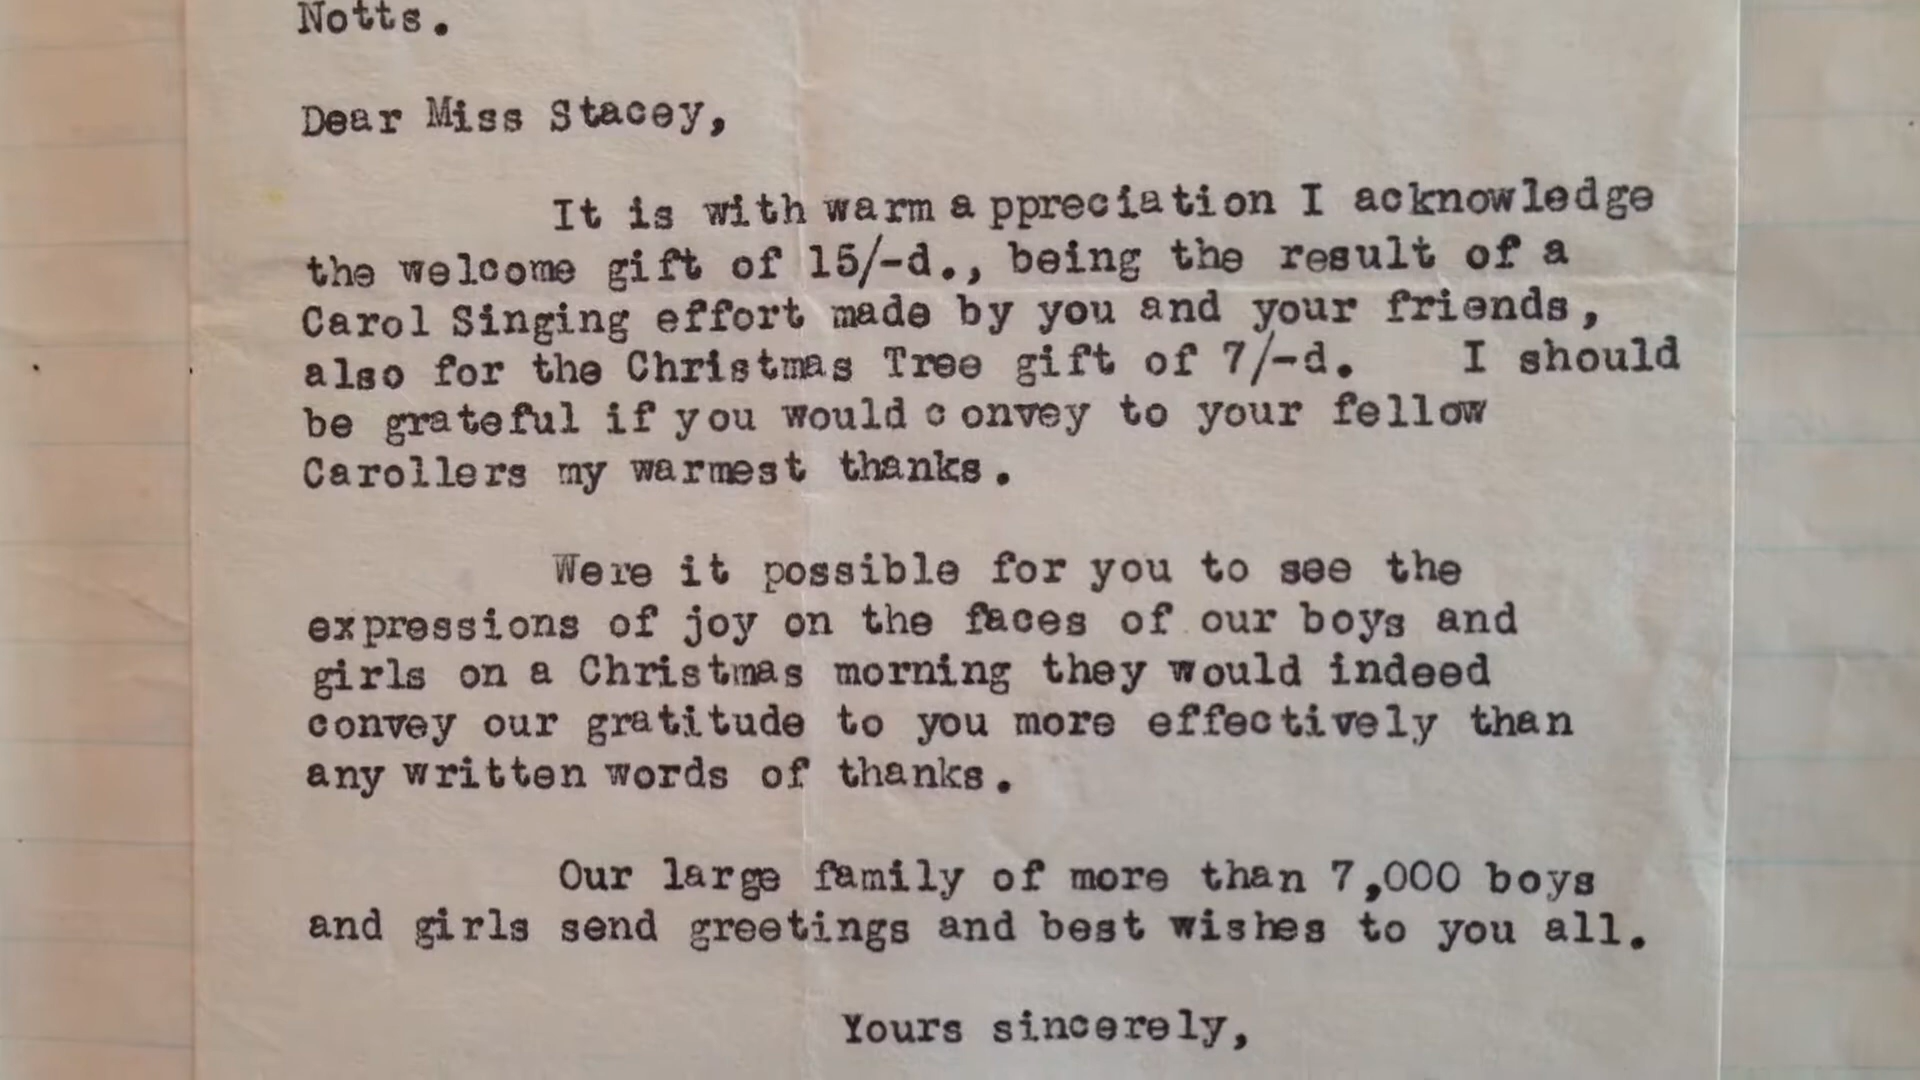 Notts.
Dear Miss Stacey,
It is with warm appreciation I acknowledge
the welcome gift of 15/-d., being the result of a
Carol Singing effort made by you and your friends,
also for the Christmas Tree gift of 7/-d. I should
be grateful if you would convey to your fellow
Carollers my warmest thanks.
Were it possible for you to see the
expressions of joy on the faces of our boys and
girls on a Christmas morning they would indeed
convey our gratitude to you more effectively than
any written words of thanks.
Our large family of more than 7,000 boys
and girls send greetings and best wishes to you all.
Yours sincerely,